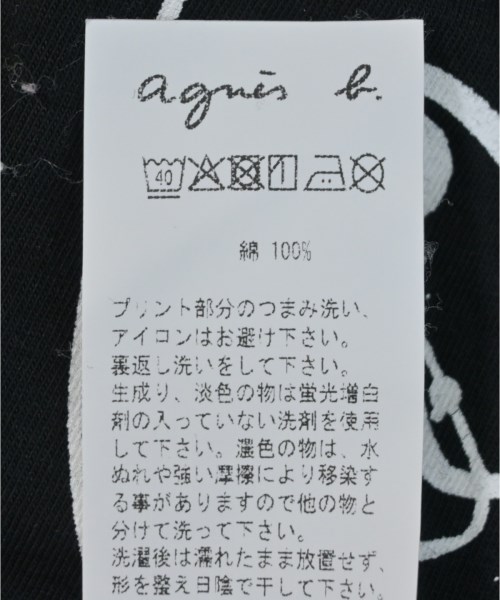 agnès b.
40
綿 100%
プリント部分のつまみ洗い、
アイロンはお避け下さい。
裏返し洗いをして下さい。
生成り、淡色の物は蛍光増白
剤の入っていない洗剤を使用
して下さい。濃色の物は、水
ぬれや強い摩擦により移染す
る事がありますので他の物と
分けて洗って下さい。
洗濯後は濡れたまま放置せず、
形を整え日陰で干して下さい。